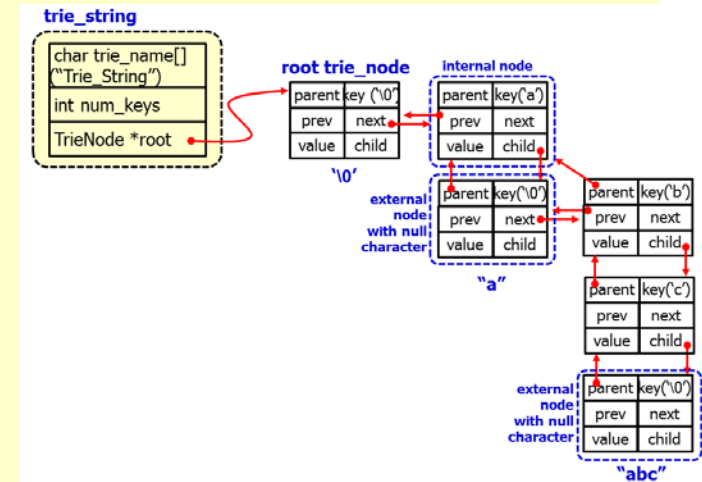 trie_string
char trie_name[]
("Trie_String")
int num_keys
TrieNode *root
root trie_node
parent key ('\0')
prev next
value child
'\0'
internal node
parent key('a')
prev next
value child
external
node
with null
character
parent key('\0')
prev next
value child
"a"
parent key('b')
prev next
value child
parent key('c')
prev next
value child
external
node
with null
character
parent key('\0')
prev next
value child
"abc"